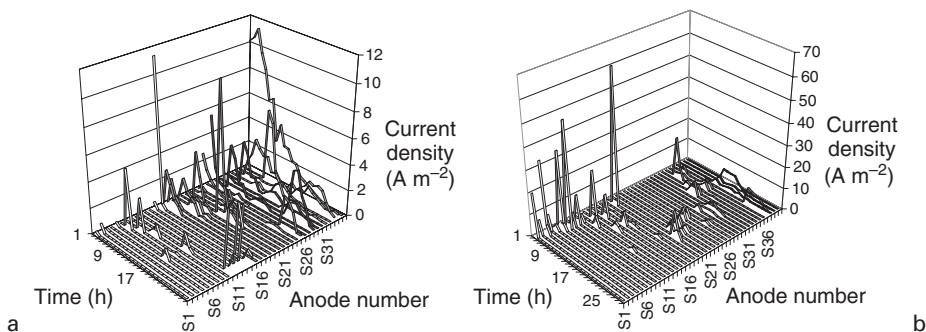 12
10
8
6
4
2
0
Current
density
(A m⁻²)
1
9
17
Time (h)
S1
S6
S11
S16
S21
S26
S31
Anode number
a
70
60
50
40
30
20
10
0
Current
density
(A m⁻²)
1
9
17
25
Time (h)
S1
S6
S11
S16
S21
S26
S31
S36
Anode number
b